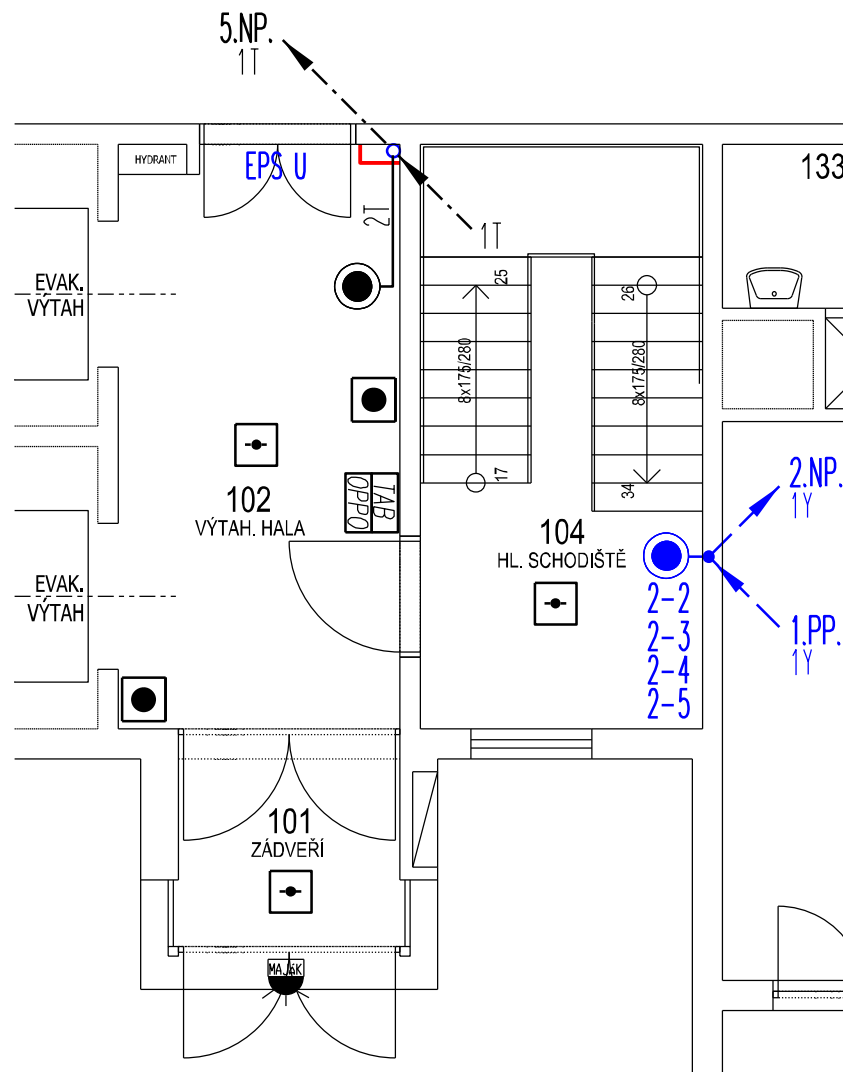 5.NP.
1T
HYDRANT
EPS U
2T
1T
133
EVAK.
VÝTAH
25
26
8x175/280
8x175/280
17
34
102
VÝTAH. HALA
TAB
OPPO
104
HL. SCHODIŠTĚ
2.NP.
1Y
2-2
2-3
2-4
2-5
1.PP.
1Y
EVAK.
VÝTAH
101
ZÁDVEŘÍ
MAJÁK